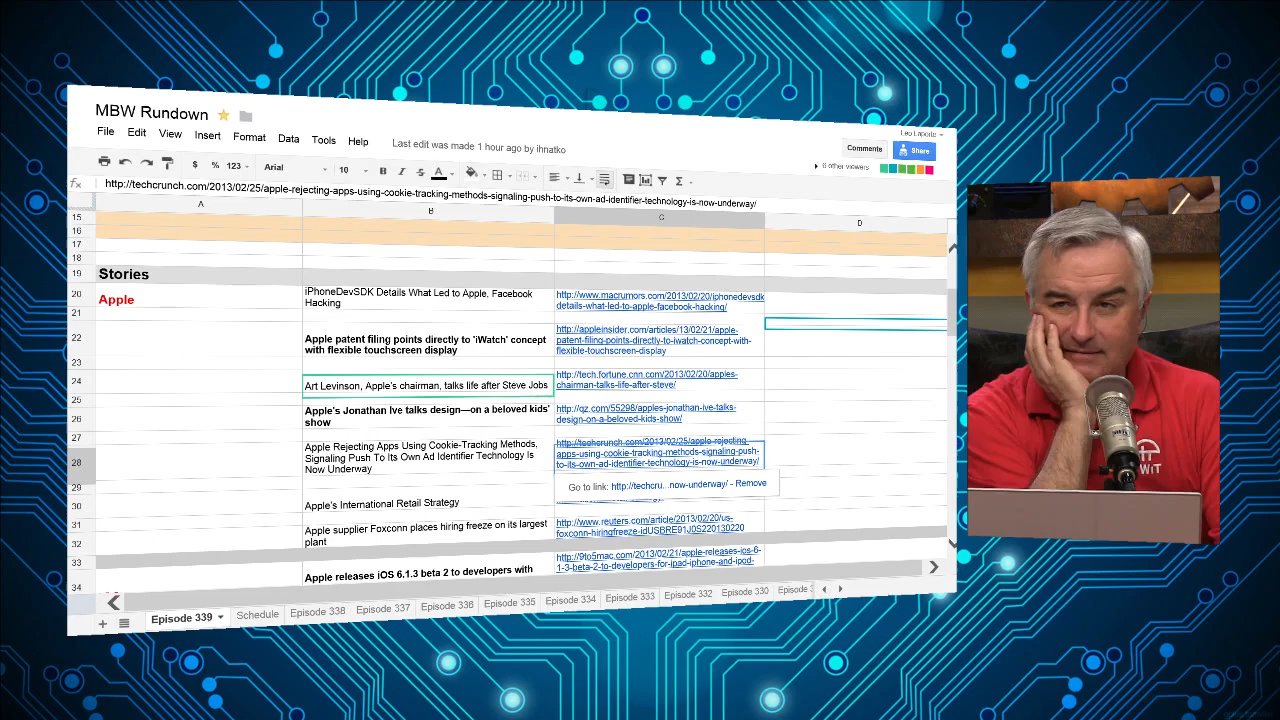 MBW Rundown
Leo Laporte
File Edit View Insert Format Data Tools Help Last edit was made 1 hour ago by ihnatko
Comments Share
$ % 123 Arial 10 B I S A Σ 6 other viewers
fx http://techcrunch.com/2013/02/25/apple-rejecting-apps-using-cookie-tracking-methods-signaling-push-to-its-own-ad-identifier-technology-is-now-underway/
A B C D
15
16
17
18
19 Stories
20 Apple
iPhoneDevSDK Details What Led to Apple, Facebook
Hacking
http://www.macrumors.com/2013/02/20/iphonedevsdk
details-what-led-to-apple-facebook-hacking/
21
22
Apple patent filing points directly to 'iWatch' concept
with flexible touchscreen display
http://appleinsider.com/articles/13/02/21/apple-
patent-filing-points-directly-to-iwatch-concept-with-
flexible-touchscreen-display
23
24
Art Levinson, Apple's chairman, talks life after Steve Jobs
http://tech.fortune.cnn.com/2013/02/20/apples-
chairman-talks-life-after-steve/
25
26
Apple's Jonathan Ive talks design—on a beloved kids'
show
http://qz.com/55298/apples-jonathan-ive-talks-
design-on-a-beloved-kids-show/
27
28
Apple Rejecting Apps Using Cookie-Tracking Methods,
Signaling Push To Its Own Ad Identifier Technology Is
Now Underway
http://techcrunch.com/2013/02/25/apple-rejecting-
apps-using-cookie-tracking-methods-signaling-push-
to-its-own-ad-identifier-technology-is-now-underway/
29
Go to link: http://techcru...now-underway/ - Remove
30 Apple's International Retail Strategy
31
32
Apple supplier Foxconn places hiring freeze on its largest
plant
http://www.reuters.com/article/2013/02/20/us-
foxconn-hiringfreeze-idUSBRE91J0S220130220
33
34
Apple releases iOS 6.1.3 beta 2 to developers with
http://9to5mac.com/2013/02/21/apple-releases-ios-6-
1-3-beta-2-to-developers-for-ipad-iphone-and-ipod-
Episode 339 Schedule Episode 338 Episode 337 Episode 336 Episode 335 Episode 334 Episode 333 Episode 332 Episode 330 Episode
TWiT